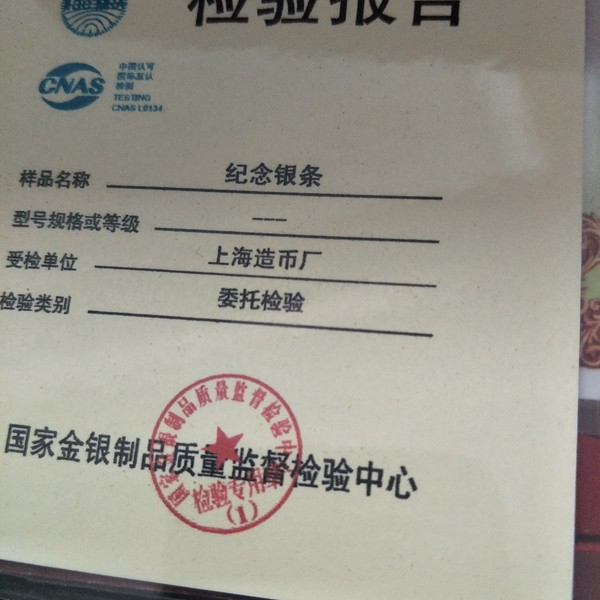 检验报告
CNAS
中国认可
国际互认
检测
TESTING
CNAS L0134
样品名称 纪念银条
型号规格或等级 ———
受检单位 上海造币厂
检验类别 委托检验
国家金银制品质量监督检验中心
检验专用章
(1)